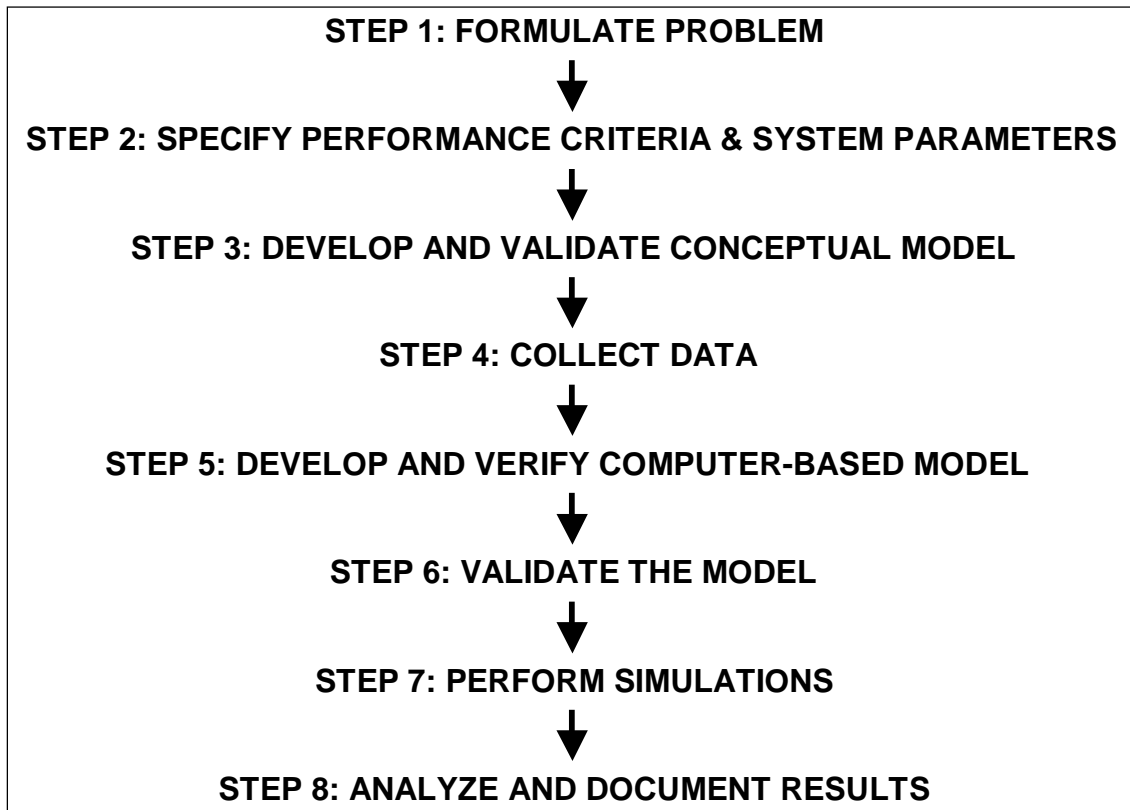 STEP 1: FORMULATE PROBLEM
STEP 2: SPECIFY PERFORMANCE CRITERIA & SYSTEM PARAMETERS
STEP 3: DEVELOP AND VALIDATE CONCEPTUAL MODEL
STEP 4: COLLECT DATA
STEP 5: DEVELOP AND VERIFY COMPUTER-BASED MODEL
STEP 6: VALIDATE THE MODEL
STEP 7: PERFORM SIMULATIONS
STEP 8: ANALYZE AND DOCUMENT RESULTS